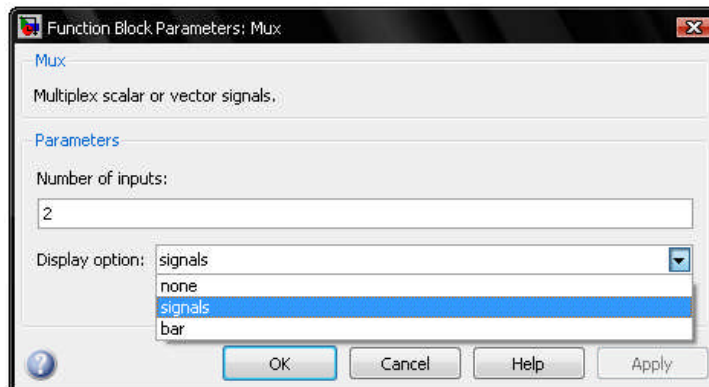 Function Block Parameters: Mux
Mux
Multiplex scalar or vector signals.
Parameters
Number of inputs:
2
Display option: signals
none
signals
bar
OK Cancel Help Apply